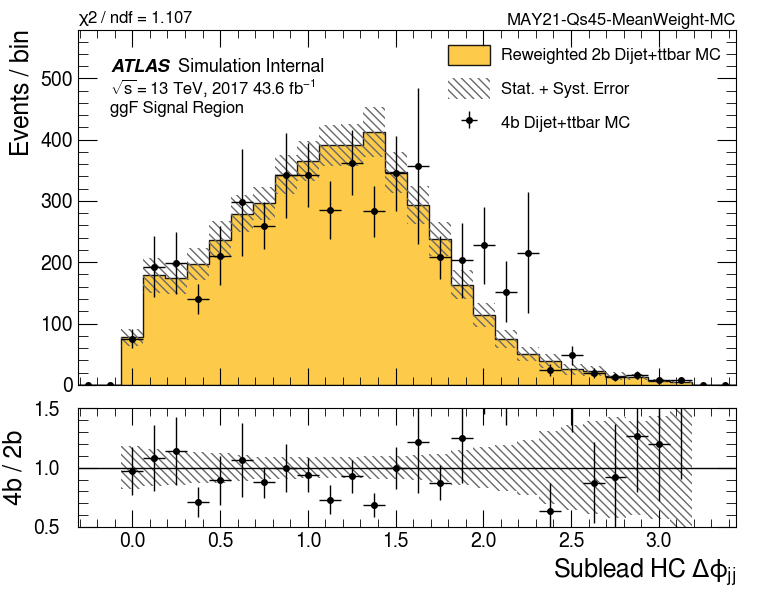 χ2 / ndf = 1.107
MAY21-Qs45-MeanWeight-MC
Events / bin
ATLAS Simulation Internal
√s = 13 TeV, 2017 43.6 fb⁻¹
ggF Signal Region
Reweighted 2b Dijet+ttbar MC
Stat. + Syst. Error
4b Dijet+ttbar MC
500
400
300
200
100
0
4b / 2b
1.5
1.0
0.5
0.0 0.5 1.0 1.5 2.0 2.5 3.0
Sublead HC Δϕjj